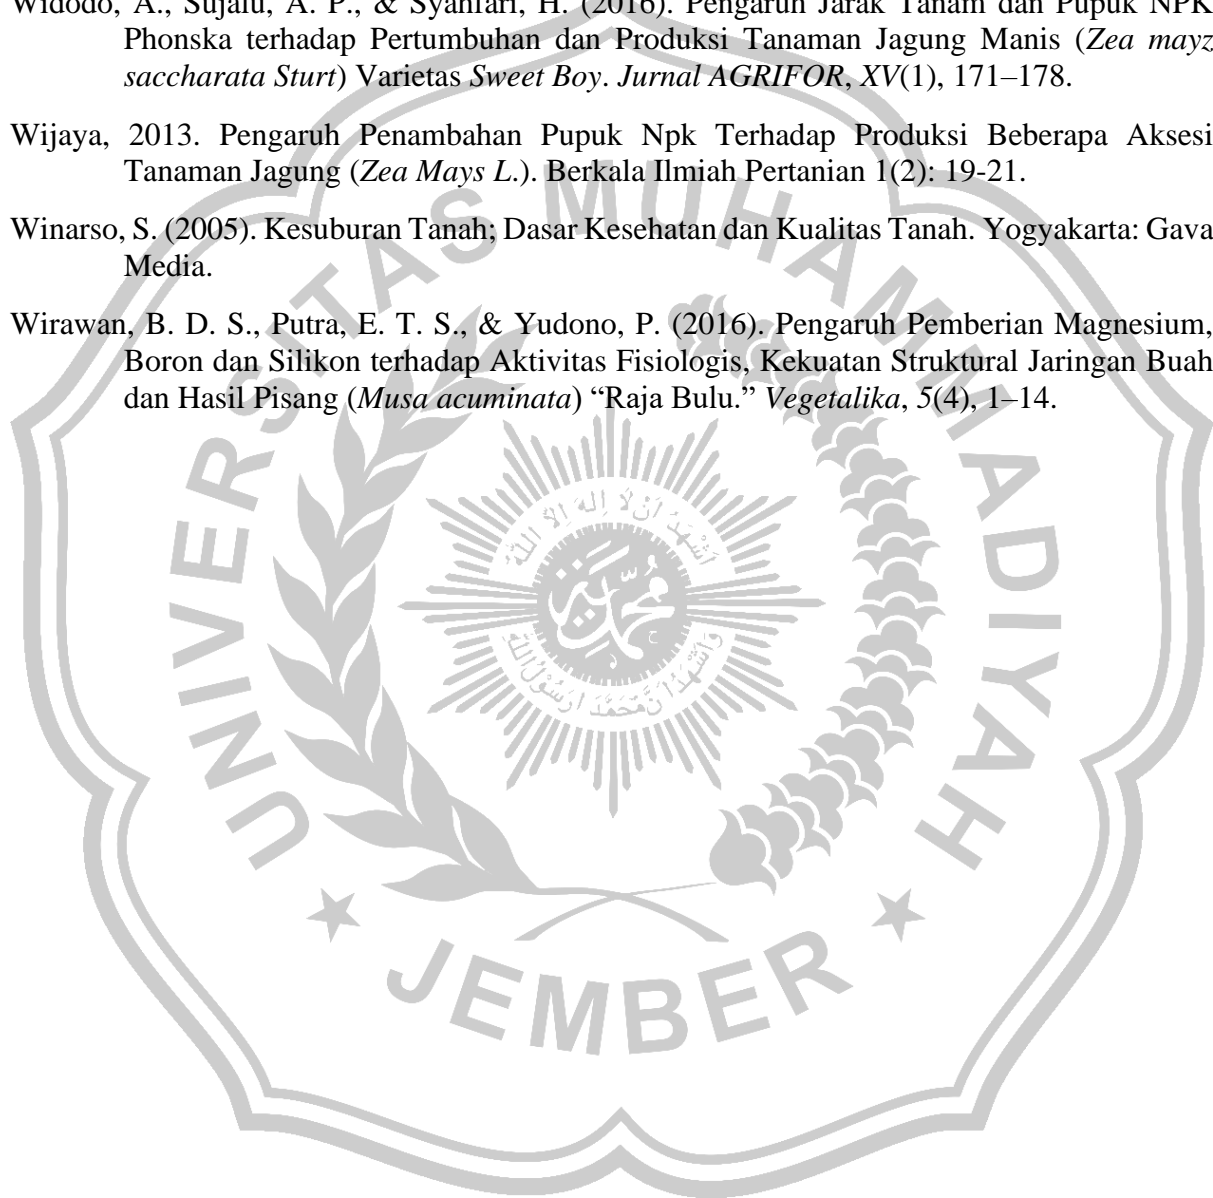 Widodo, A., Sujalu, A. P., & Syahfari, H. (2016). Pengaruh Jarak Tanam dan Pupuk NPK
Phonska terhadap Pertumbuhan dan Produksi Tanaman Jagung Manis (Zea mayz
saccharata Sturt) Varietas Sweet Boy. Jurnal AGRIFOR, XV(1), 171–178.
Wijaya, 2013. Pengaruh Penambahan Pupuk Npk Terhadap Produksi Beberapa Aksesi
Tanaman Jagung (Zea Mays L.). Berkala Ilmiah Pertanian 1(2): 19-21.
Winarso, S. (2005). Kesuburan Tanah; Dasar Kesehatan dan Kualitas Tanah. Yogyakarta: Gava
Media.
Wirawan, B. D. S., Putra, E. T. S., & Yudono, P. (2016). Pengaruh Pemberian Magnesium,
Boron dan Silikon terhadap Aktivitas Fisiologis, Kekuatan Struktural Jaringan Buah
dan Hasil Pisang (Musa acuminata) “Raja Bulu.” Vegetalika, 5(4), 1–14.
UNIVERSITAS MUHAMMADIYAH
JEMBER